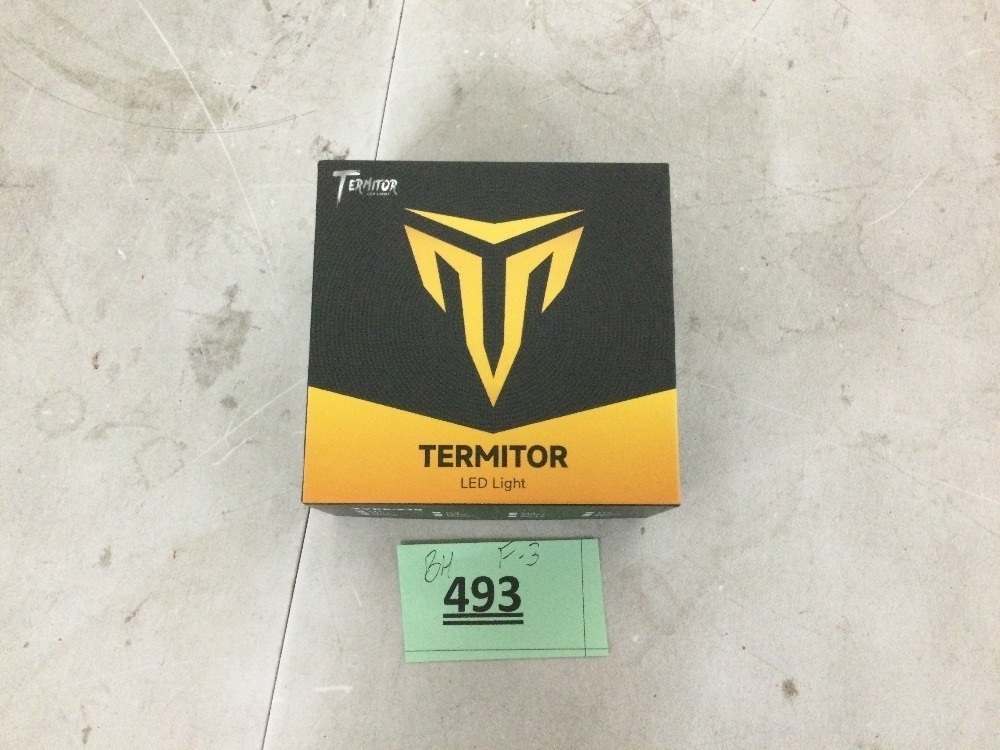 TERMITOR
TERMITOR
LED Light
BH F-3
493